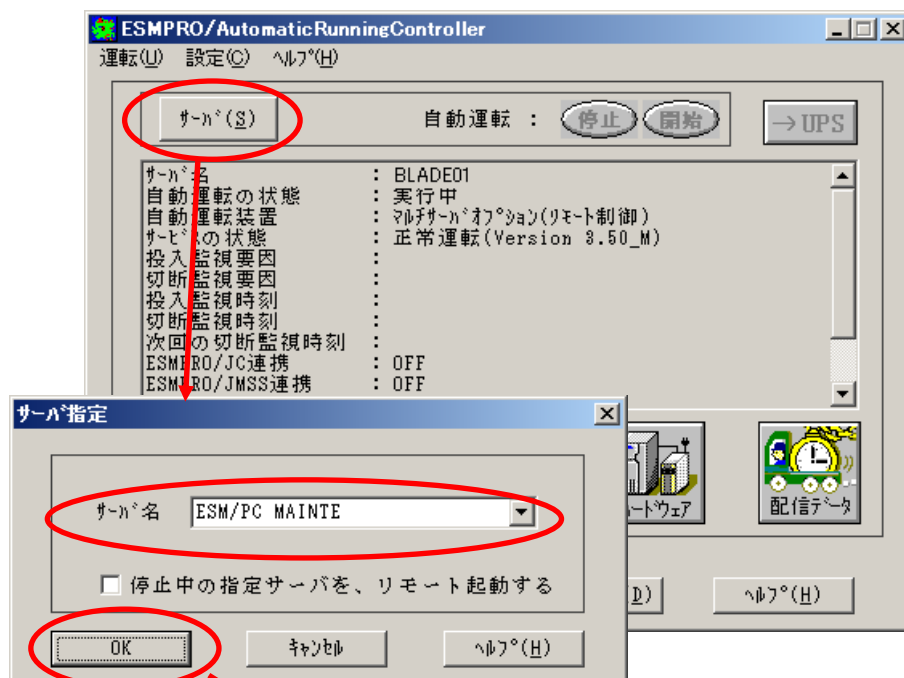 ESMPRO/AutomaticRunningController
運転(U) 設定(C) ﾍﾙﾌﾟ(H)
ｻｰﾊﾞ(S) 自動運転 : 停止 開始 →UPS
ｻｰﾊﾞ名 : BLADE01
自動運転の状態 : 実行中
自動運転装置 : ﾏﾙﾁｻｰﾊﾞｵﾌﾟｼｮﾝ(ﾘﾓｰﾄ制御)
ｻｰﾋﾞｽの状態 : 正常運転(Version 3.50_M)
投入監視要因 :
切断監視要因 :
投入監視時刻 :
切断監視時刻 :
次回の切断監視時刻 :
ESMPRO/JC連携 : OFF
ESMPRO/JMSS連携 : OFF
ｻｰﾊﾞ指定
ｻｰﾊﾞ名 ESM/PC MAINTE
ｰﾄﾞｳｪｱ 配信ﾃﾞｰﾀ
停止中の指定サーバを、リモート起動する
D) ﾍﾙﾌﾟ(H)
OK ｷｬﾝｾﾙ ﾍﾙﾌﾟ(H)